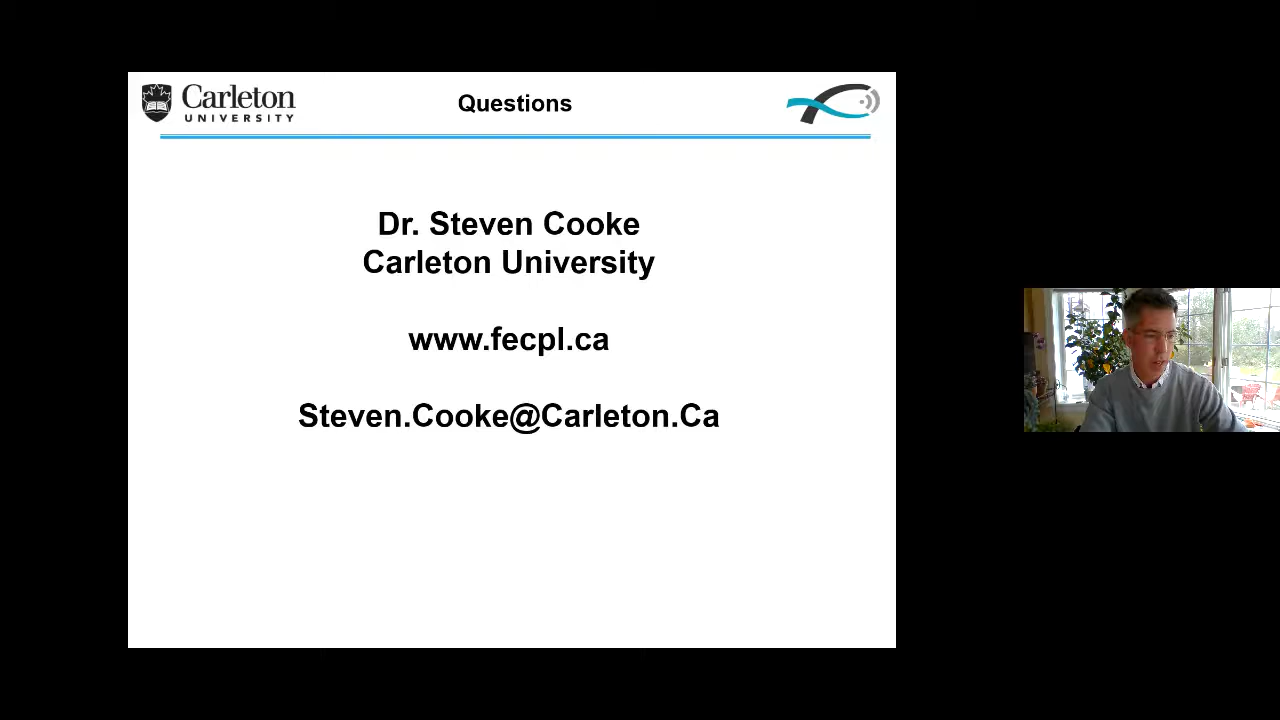 Carleton
UNIVERSITY
Questions
Dr. Steven Cooke
Carleton University
www.fecpl.ca
Steven.Cooke@Carleton.Ca